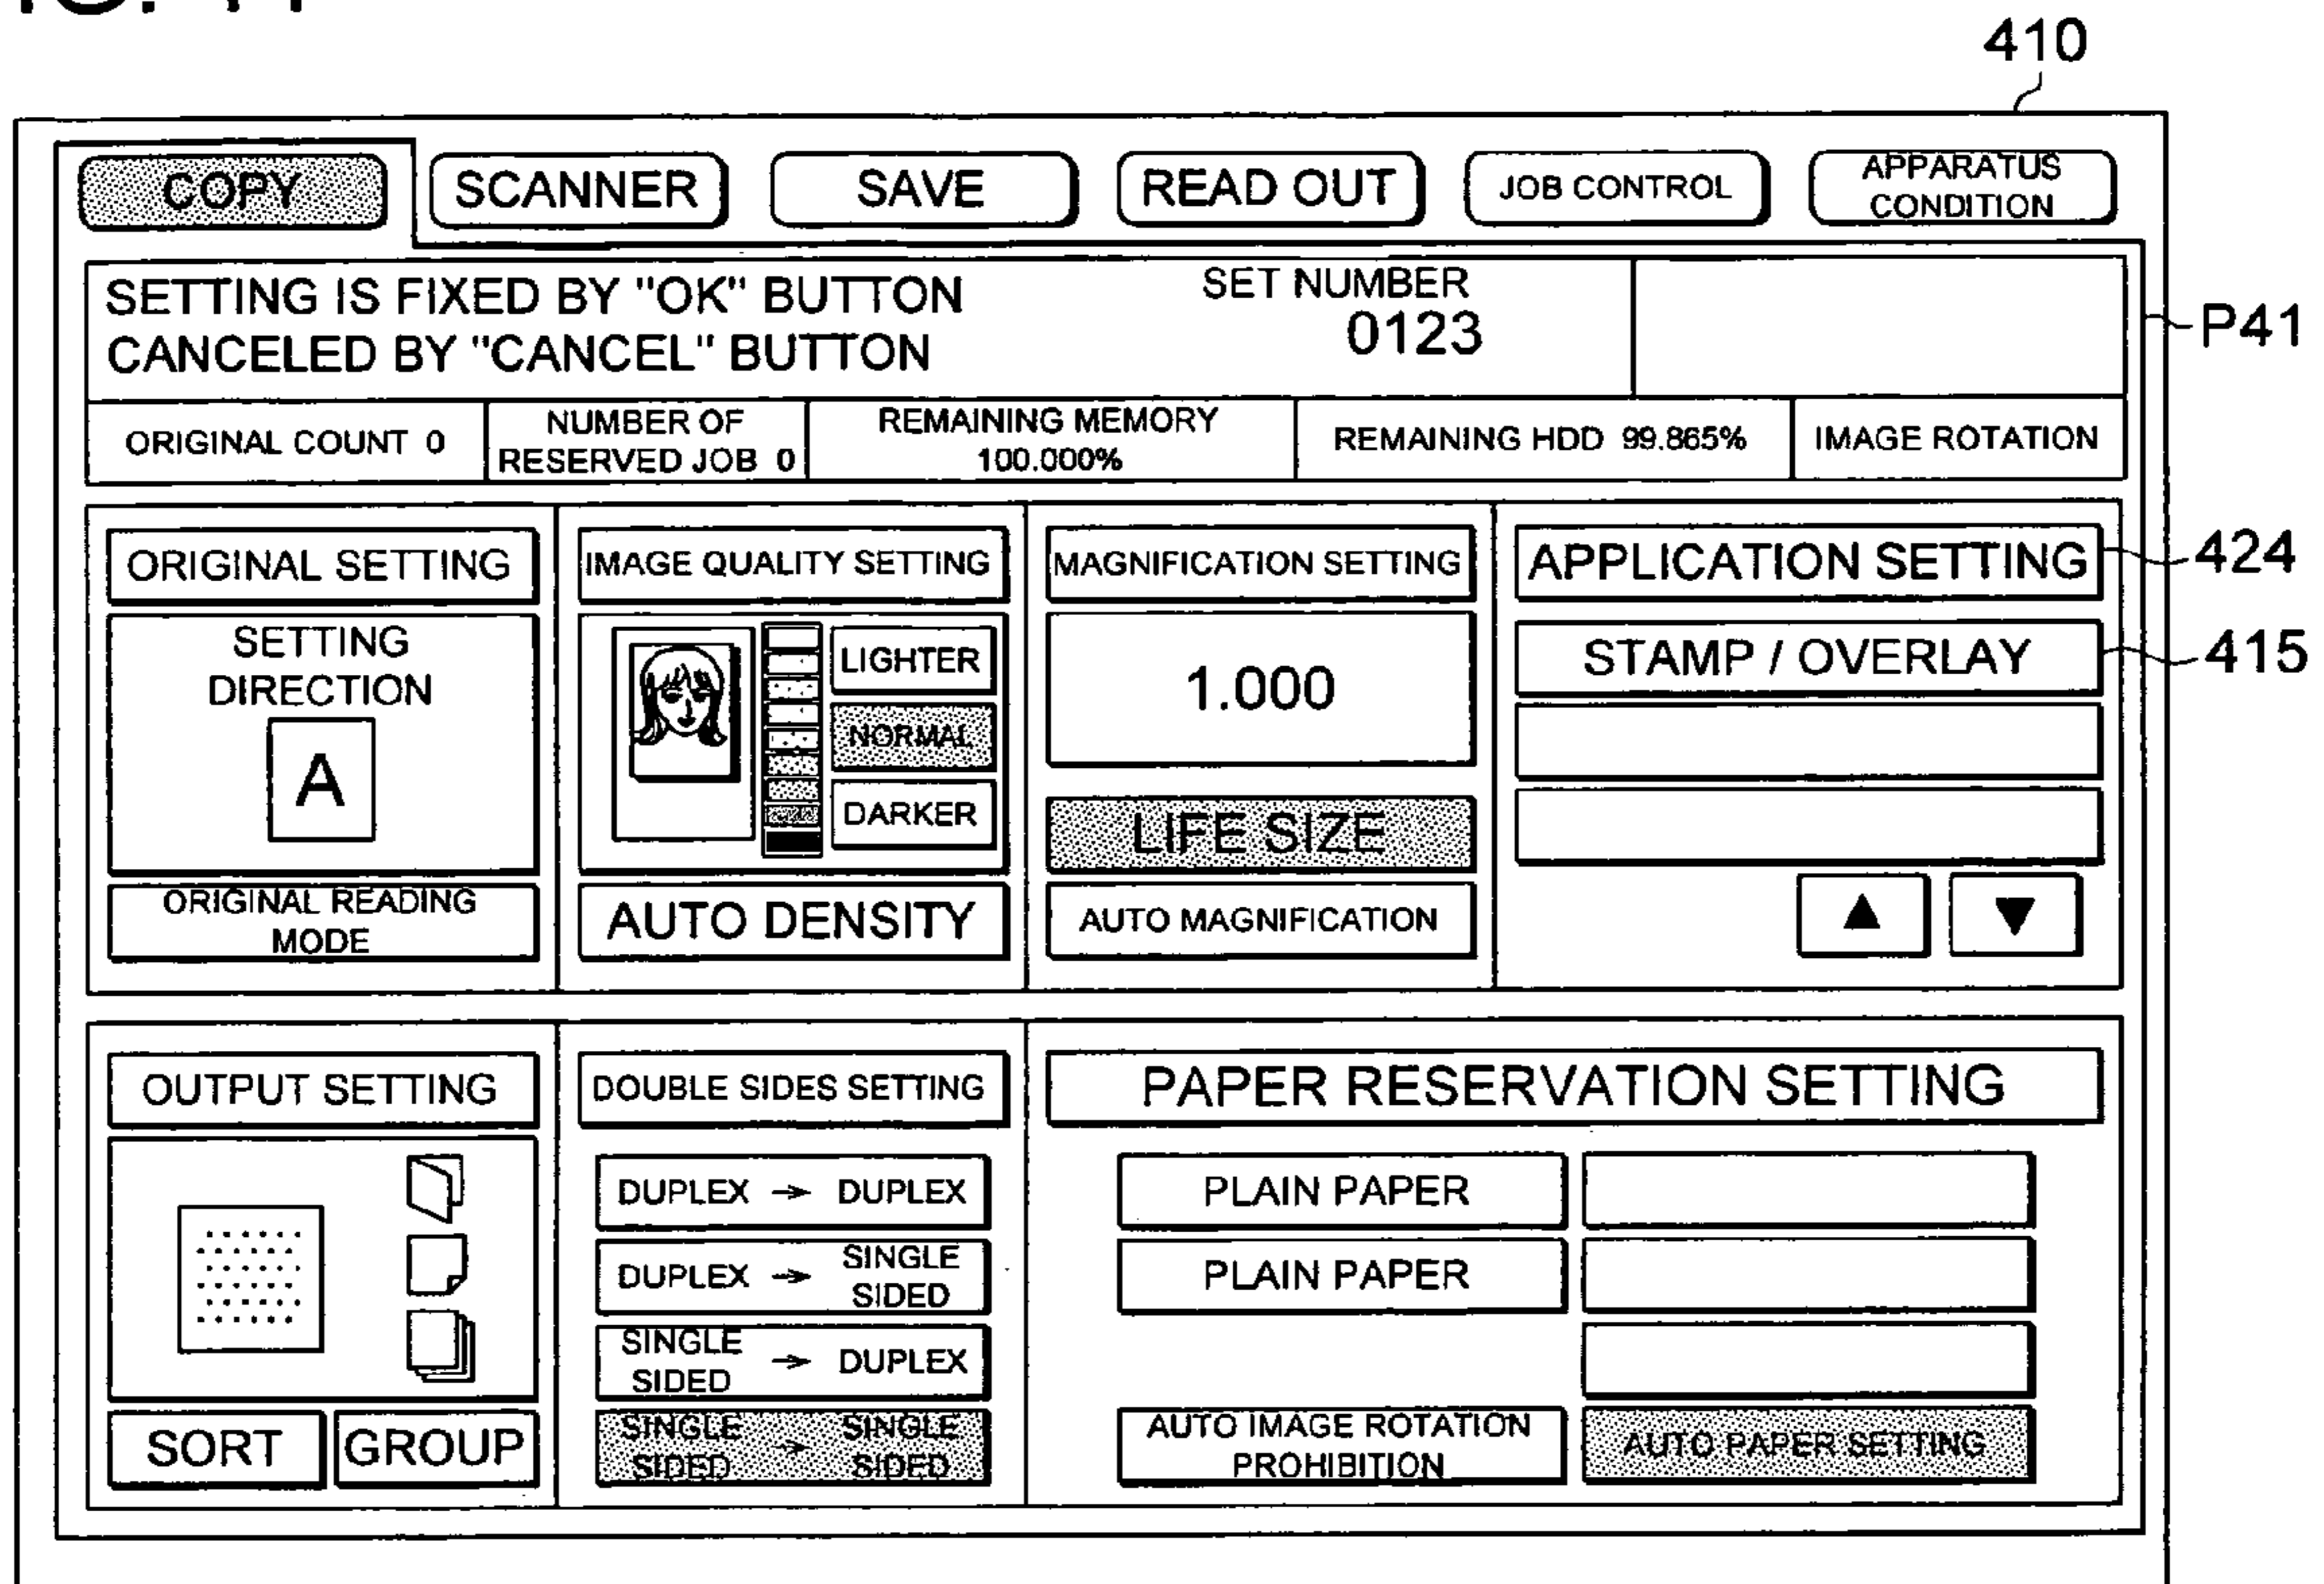 410
COPY
SCANNER
SAVE
READ OUT
JOB CONTROL
APPARATUS
CONDITION
SETTING IS FIXED BY "OK" BUTTON
CANCELED BY "CANCEL" BUTTON
SET NUMBER
0123
P41
ORIGINAL COUNT 0
NUMBER OF
RESERVED JOB 0
REMAINING MEMORY
100.000%
REMAINING HDD 99.865%
IMAGE ROTATION
ORIGINAL SETTING
SETTING
DIRECTION
A
ORIGINAL READING
MODE
IMAGE QUALITY SETTING
LIGHTER
NORMAL
DARKER
AUTO DENSITY
MAGNIFICATION SETTING
1.000
LIFE SIZE
AUTO MAGNIFICATION
APPLICATION SETTING
424
STAMP / OVERLAY
415
▲
▼
OUTPUT SETTING
SORT
GROUP
DOUBLE SIDES SETTING
DUPLEX → DUPLEX
DUPLEX → SINGLE
SIDED
SINGLE
SIDED → DUPLEX
SINGLE → SINGLE
SIDED SIDED
PAPER RESERVATION SETTING
PLAIN PAPER
PLAIN PAPER
AUTO IMAGE ROTATION
PROHIBITION
AUTO PAPER SETTING